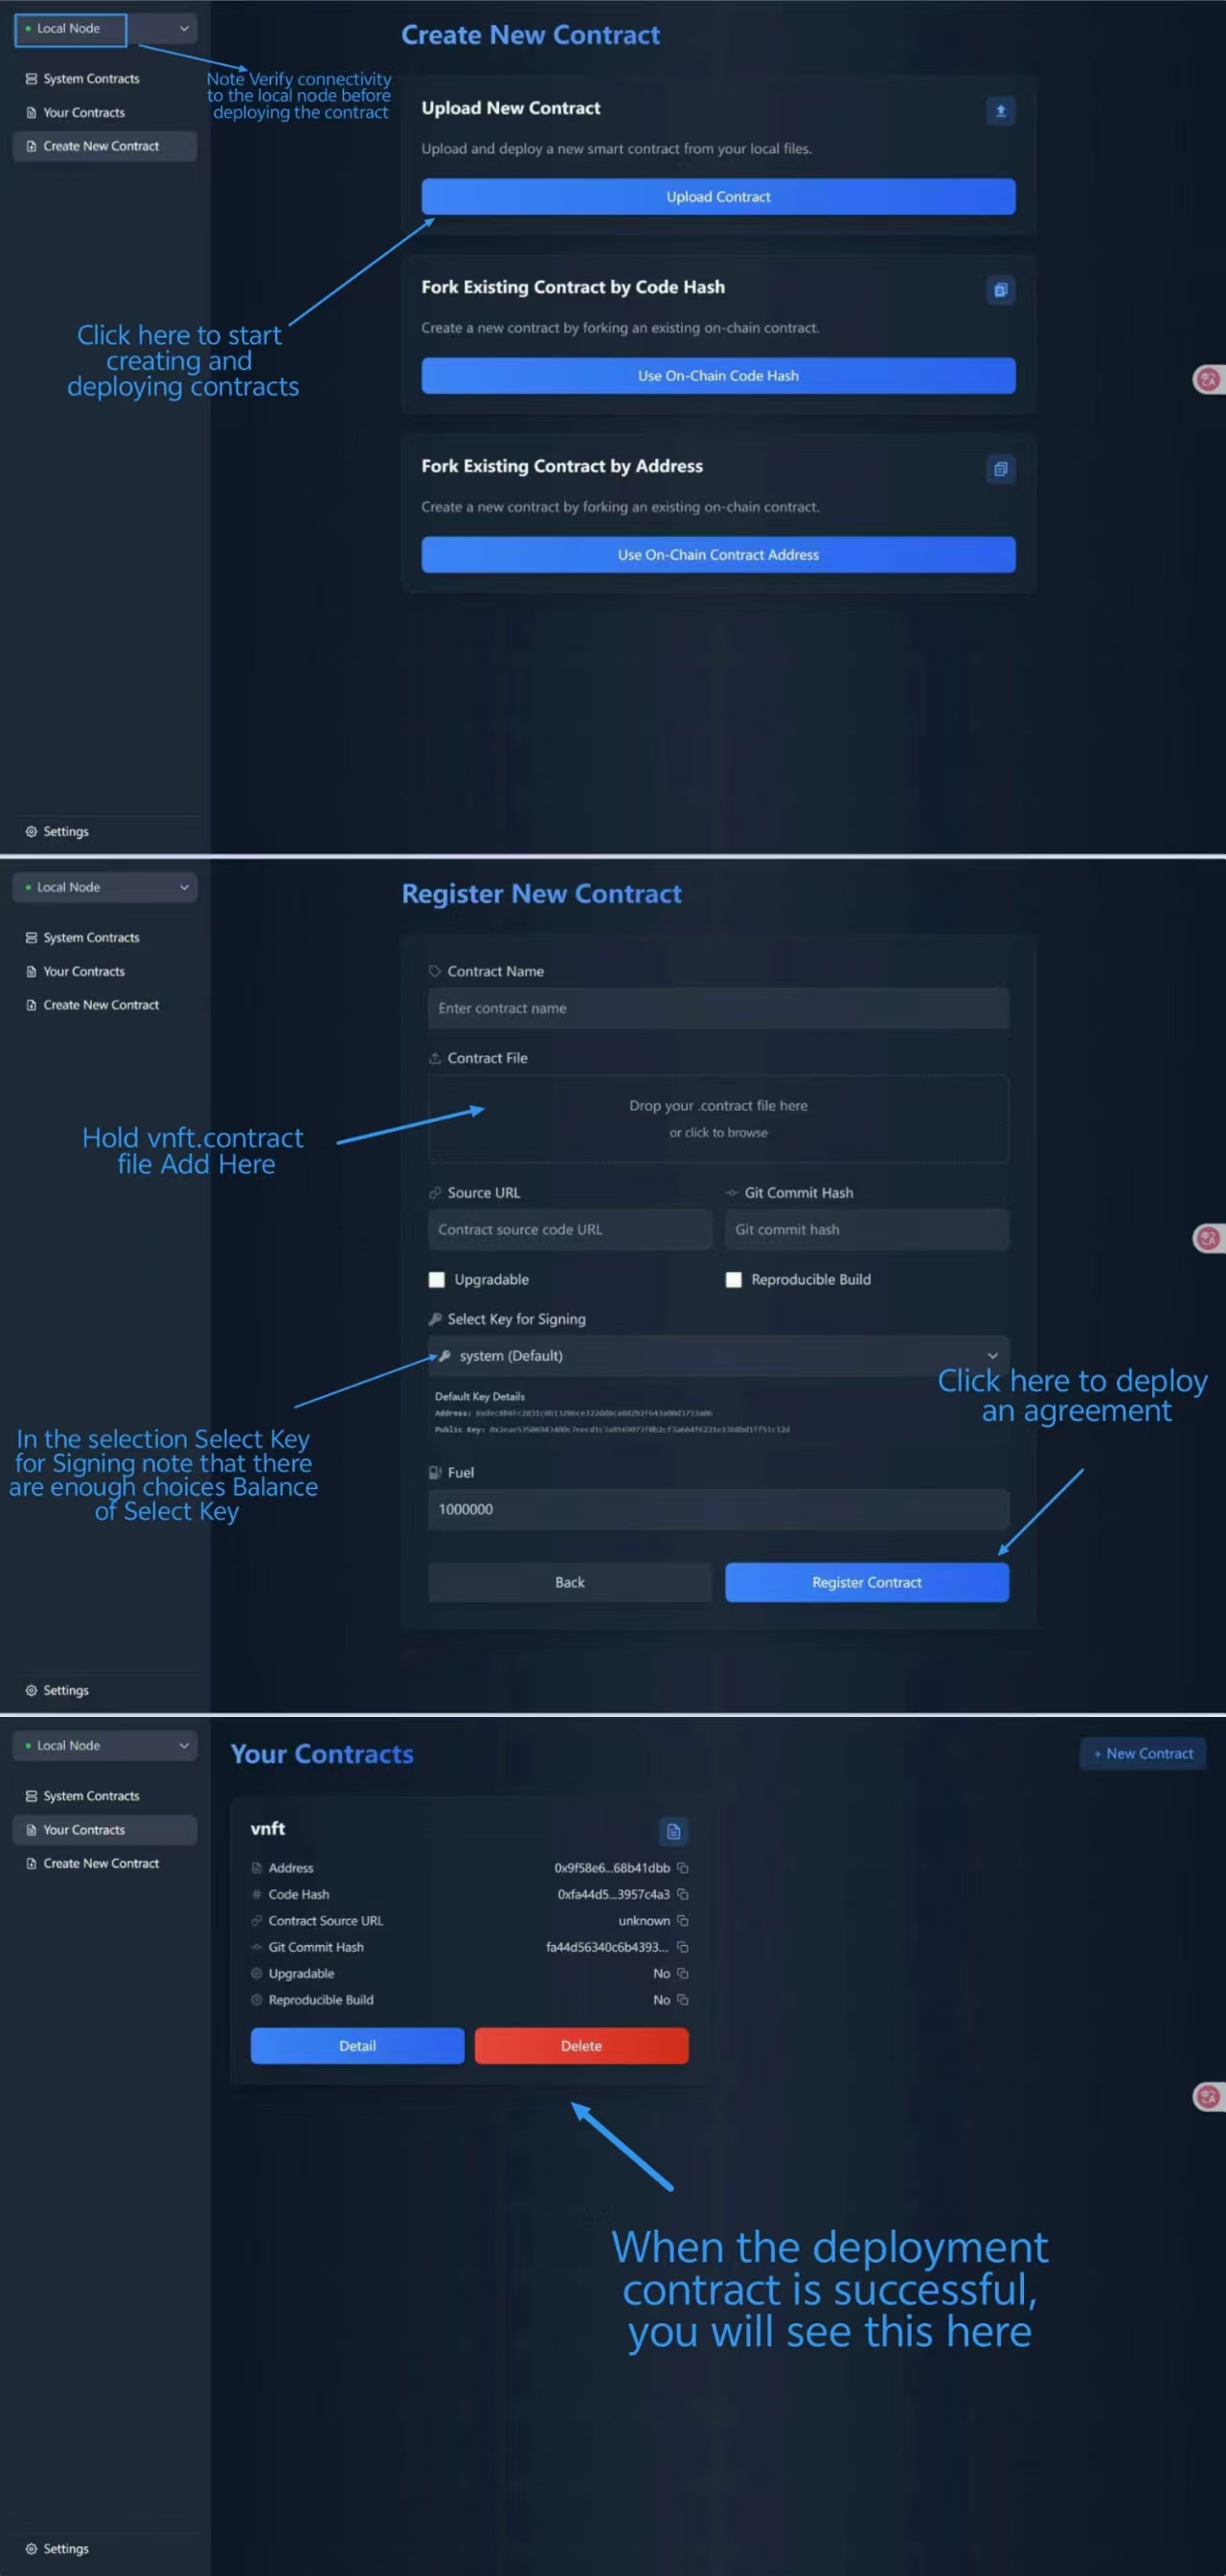 Local Node
System Contracts
Your Contracts
Create New Contract
Note Verify connectivity
to the local node before
deploying the contract
Create New Contract
Upload New Contract
Upload and deploy a new smart contract from your local files.
Upload Contract
Click here to start
creating and
deploying contracts
Fork Existing Contract by Code Hash
Create a new contract by forking an existing on-chain contract.
Use On-Chain Code Hash
Fork Existing Contract by Address
Create a new contract by forking an existing on-chain contract.
Use On-Chain Contract Address
Settings
Local Node
System Contracts
Your Contracts
Create New Contract
Register New Contract
Contract Name
Enter contract name
Contract File
Drop your .contract file here
or click to browse
Hold vnft.contract
file Add Here
Source URL
Git Commit Hash
Contract source code URL
Git commit hash
Upgradable
Reproducible Build
Select Key for Signing
system (Default)
Default Key Details
Address:
Public Key:
In the selection Select Key
for Signing note that there
are enough choices Balance
of Select Key
Click here to deploy
an agreement
Fuel
1000000
Back
Register Contract
Settings
Local Node
System Contracts
Your Contracts
Create New Contract
Your Contracts
+ New Contract
vnft
Address 0x9f58e6...68b41dbb
Code Hash 0xfa44d5...3957c4a3
Contract Source URL unknown
Git Commit Hash fa44d56340c6b4393...
Upgradable No
Reproducible Build No
Detail
Delete
When the deployment
contract is successful,
you will see this here
Settings